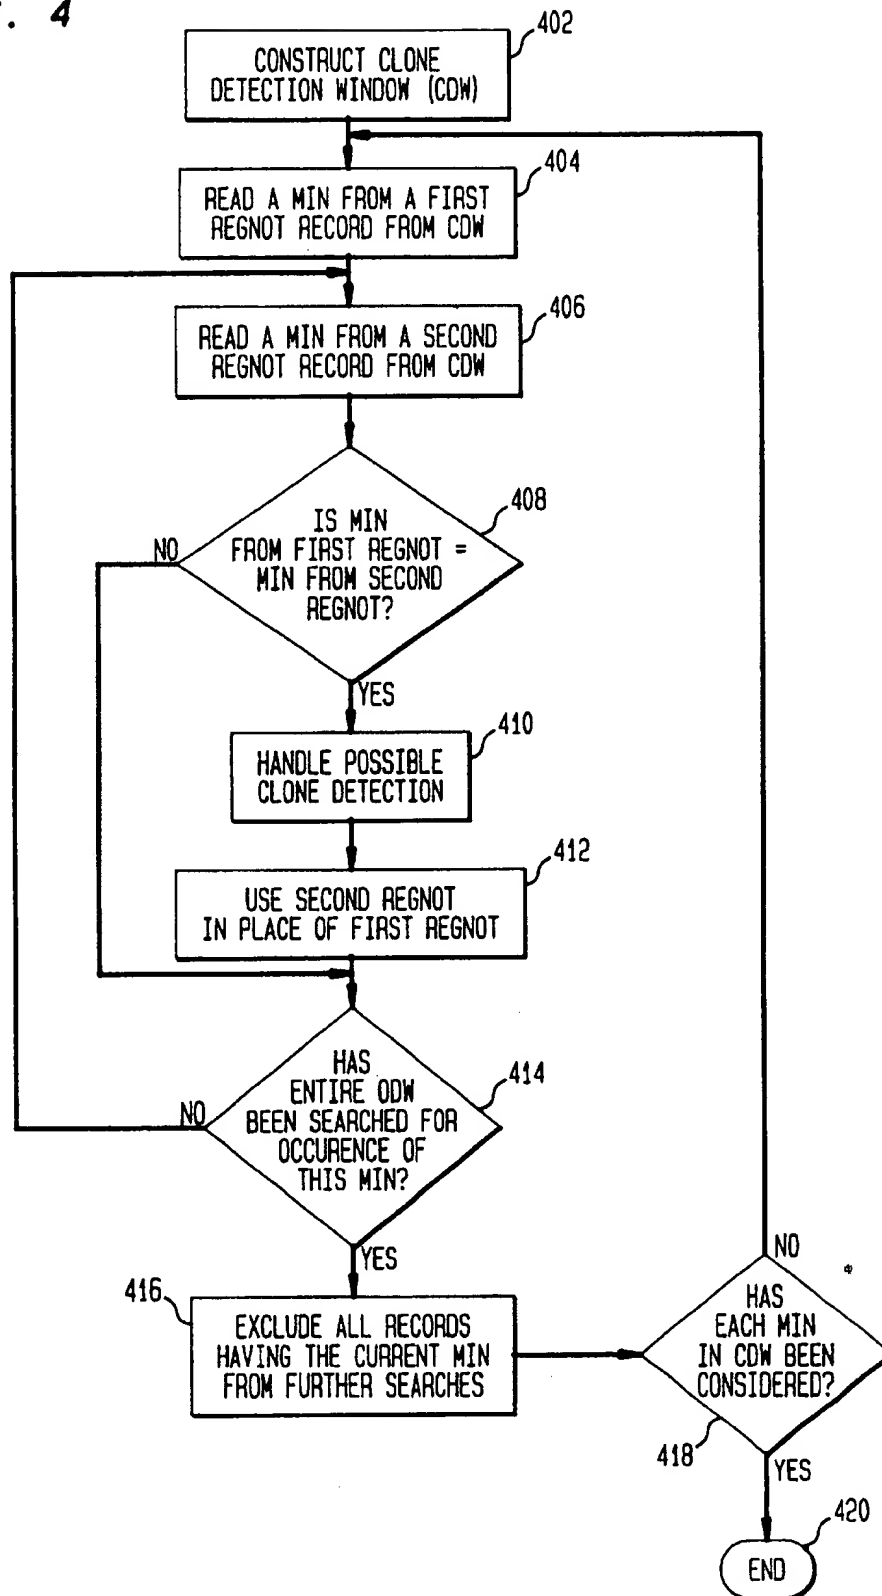 . 4
402
CONSTRUCT CLONE
DETECTION WINDOW (CDW)
404
READ A MIN FROM A FIRST
REGNOT RECORD FROM CDW
406
READ A MIN FROM A SECOND
REGNOT RECORD FROM CDW
408
IS MIN
FROM FIRST REGNOT =
MIN FROM SECOND
REGNOT?
NO
YES
410
HANDLE POSSIBLE
CLONE DETECTION
412
USE SECOND REGNOT
IN PLACE OF FIRST REGNOT
414
HAS
ENTIRE ODW
BEEN SEARCHED FOR
OCCURENCE OF
THIS MIN?
NO
YES
416
EXCLUDE ALL RECORDS
HAVING THE CURRENT MIN
FROM FURTHER SEARCHES
NO
HAS
EACH MIN
IN CDW BEEN
CONSIDERED?
418
YES
420
END